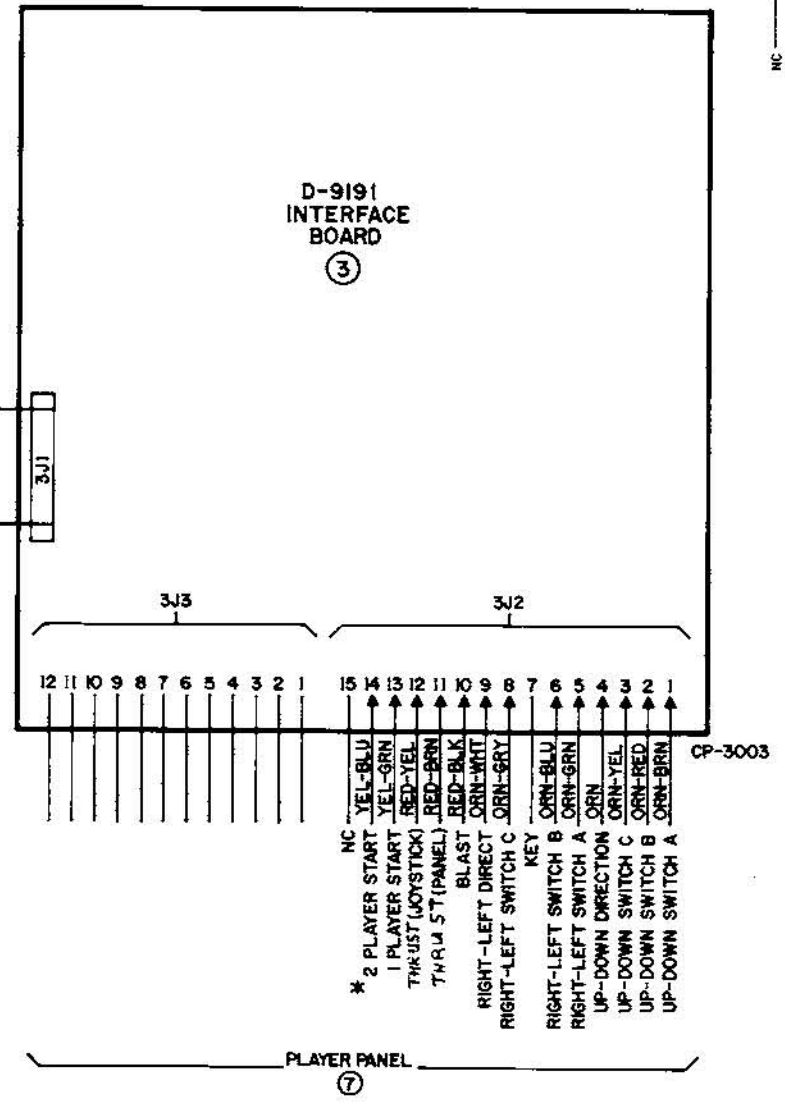 NC
D-9191
INTERFACE
BOARD
3
3J1
3J3
3J2
12 11 10 9 8 7 6 5 4 3 2 1
15 14 13 12 11 10 9 8 7 6 5 4 3 2 1
CP-3003
YEL-BLU
YEL-GRN
RED-YEL
RED-BRN
RED-BLK
ORN-WHT
ORN-GRY
ORN-BLU
ORN-GRN
ORN
ORN-YEL
ORN-RED
ORN-BRN
NC
* 2 PLAYER START
1 PLAYER START
THRUST (JOYSTICK)
THRUST (PANEL)
BLAST
RIGHT-LEFT DIRECT
RIGHT-LEFT SWITCH C
KEY
RIGHT-LEFT SWITCH B
RIGHT-LEFT SWITCH A
UP-DOWN DIRECTION
UP-DOWN SWITCH C
UP-DOWN SWITCH B
UP-DOWN SWITCH A
PLAYER PANEL
7